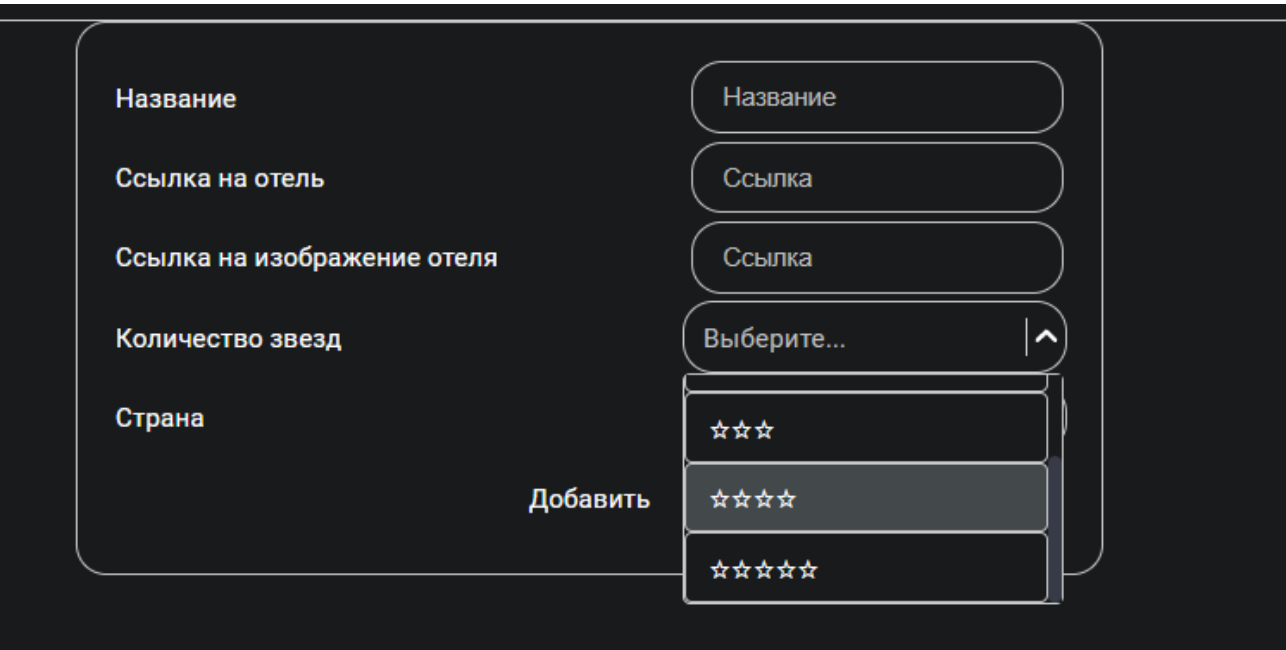 Название Название
Ссылка на отель Ссылка
Ссылка на изображение отеля Ссылка
Количество звезд Выберите...
☆☆☆
Страна
☆☆☆☆
Добавить
☆☆☆☆☆